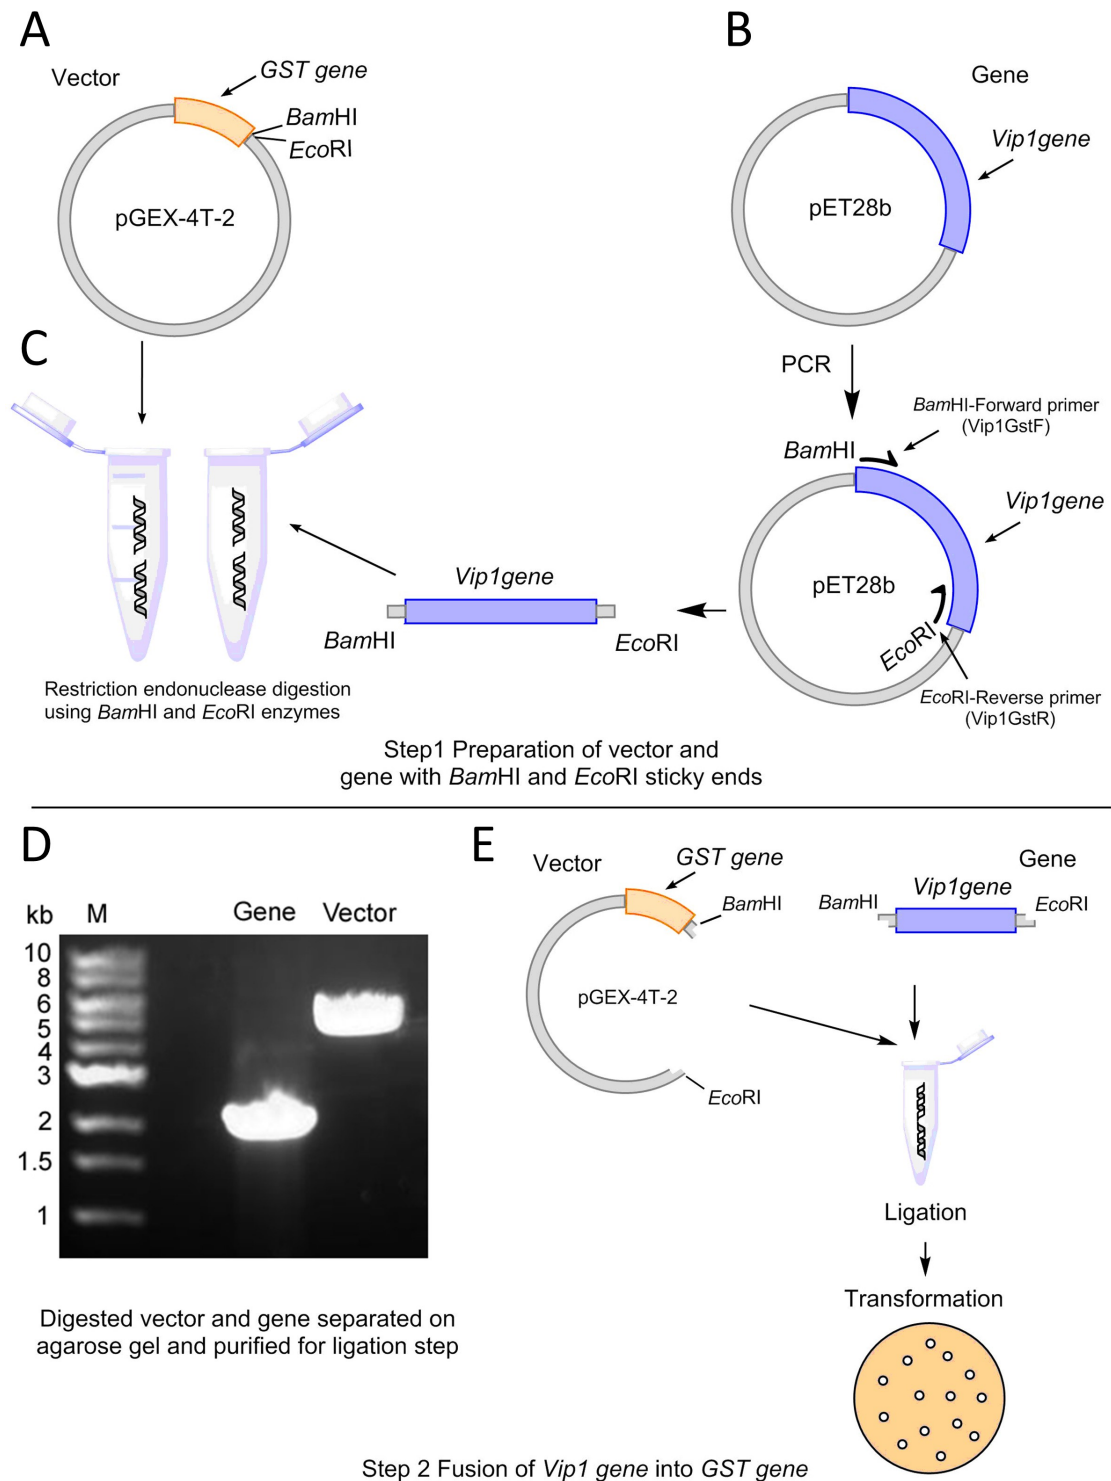 A
Vector
GST gene
BamHI
EcoRI
pGEX-4T-2
B
Gene
Vip1gene
pET28b
PCR
BamHI-Forward primer
(Vip1GstF)
BamHI
Vip1gene
pET28b
EcoRI
EcoRI-Reverse primer
(Vip1GstR)
C
Vip1gene
BamHI
EcoRI
Restriction endonuclease digestion
using BamHI and EcoRI enzymes
Step1 Preparation of vector and
gene with BamHI and EcoRI sticky ends
D
kb M Gene Vector
10
8
6
5
4
3
2
1.5
1
Digested vector and gene separated on
agarose gel and purified for ligation step
E
Vector
GST gene
BamHI
pGEX-4T-2
EcoRI
Gene
Vip1gene
BamHI
EcoRI
Ligation
Transformation
Step 2 Fusion of Vip1 gene into GST gene